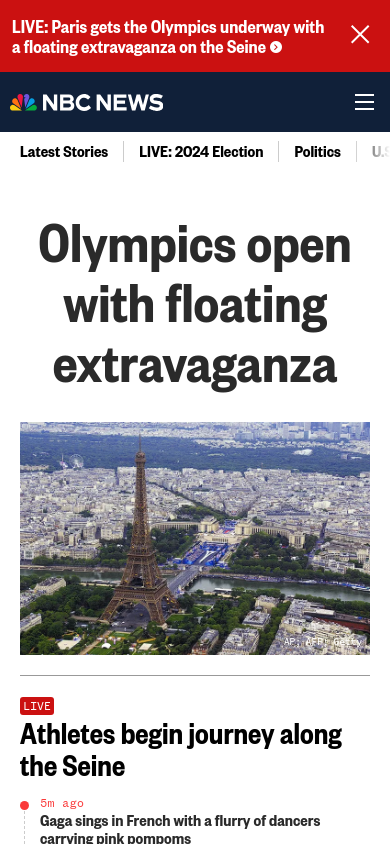 LIVE: Paris gets the Olympics underway with
a floating extravaganza on the Seine
NBC NEWS
Latest Stories LIVE: 2024 Election Politics U.S
Olympics open
with floating
extravaganza
AP; AFP; Getty
LIVE
Athletes begin journey along
the Seine
5m ago
Gaga sings in French with a flurry of dancers
carrying pink pompoms